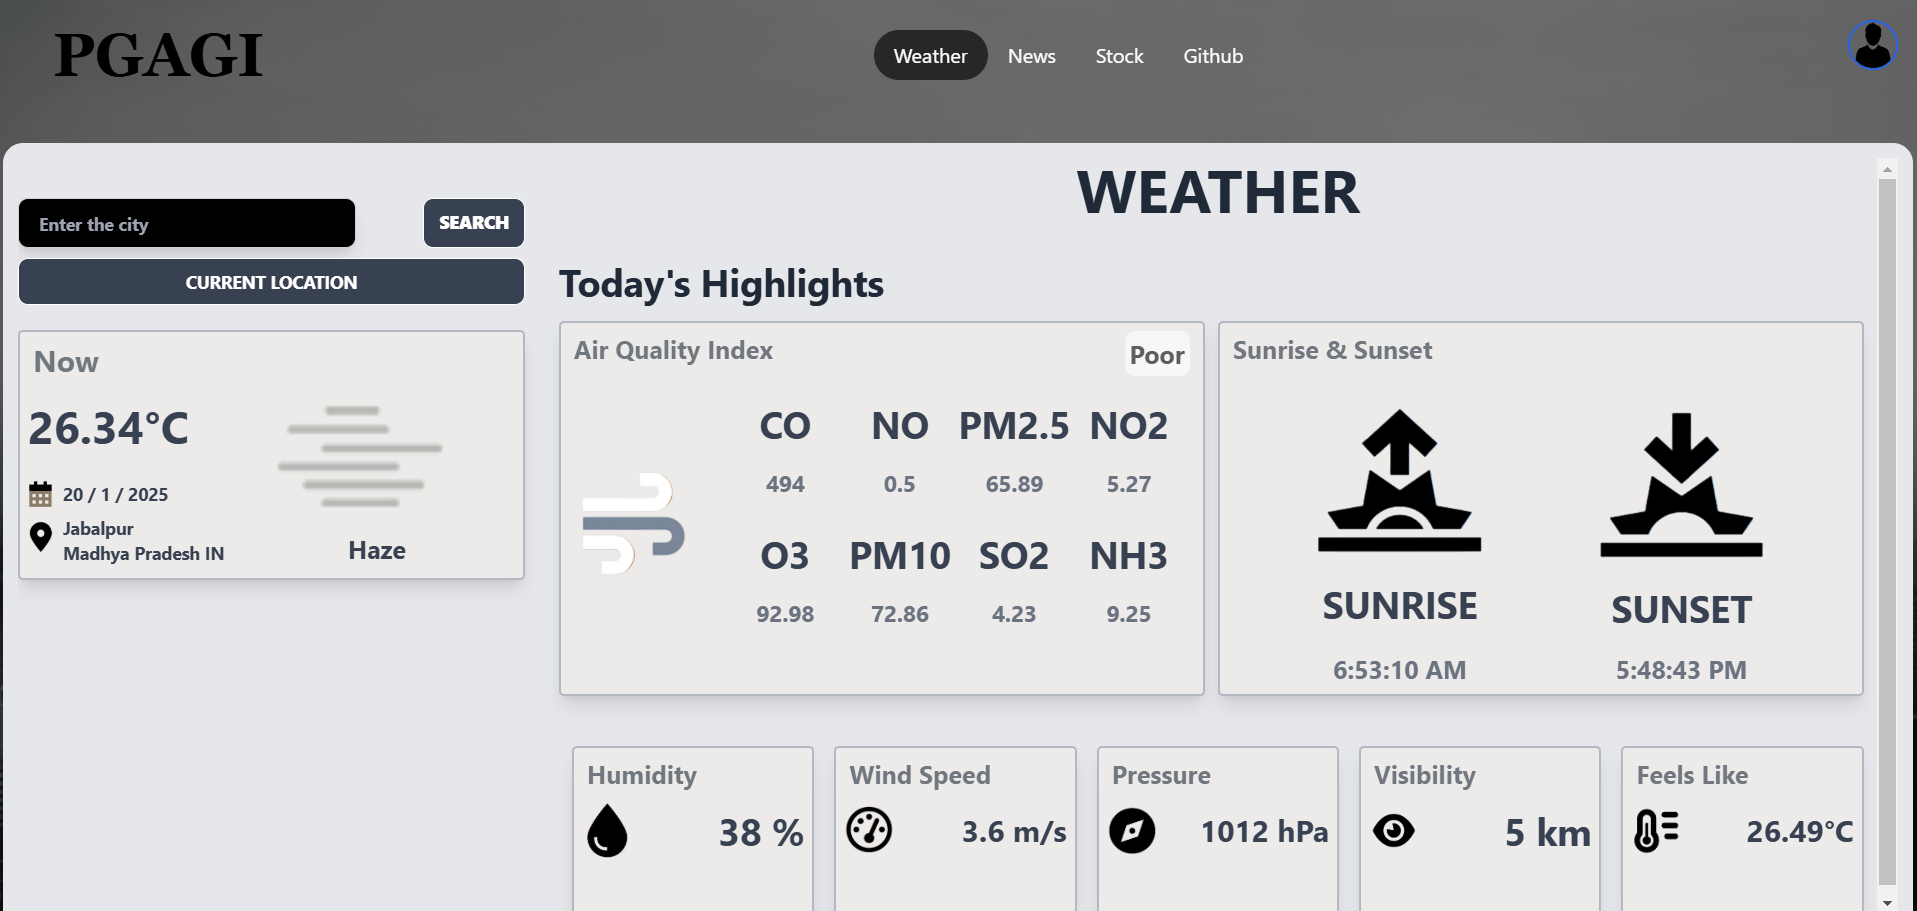 PGAGI
Weather
News
Stock
Github
WEATHER
Enter the city
SEARCH
CURRENT LOCATION
Now
26.34°C
20 / 1 / 2025
Jabalpur
Madhya Pradesh IN
Haze
Today's Highlights
Air Quality Index
Poor
CO NO PM2.5 NO2
494 0.5 65.89 5.27
O3 PM10 SO2 NH3
92.98 72.86 4.23 9.25
Sunrise & Sunset
SUNRISE
6:53:10 AM
SUNSET
5:48:43 PM
Humidity
38 %
Wind Speed
3.6 m/s
Pressure
1012 hPa
Visibility
5 km
Feels Like
26.49°C